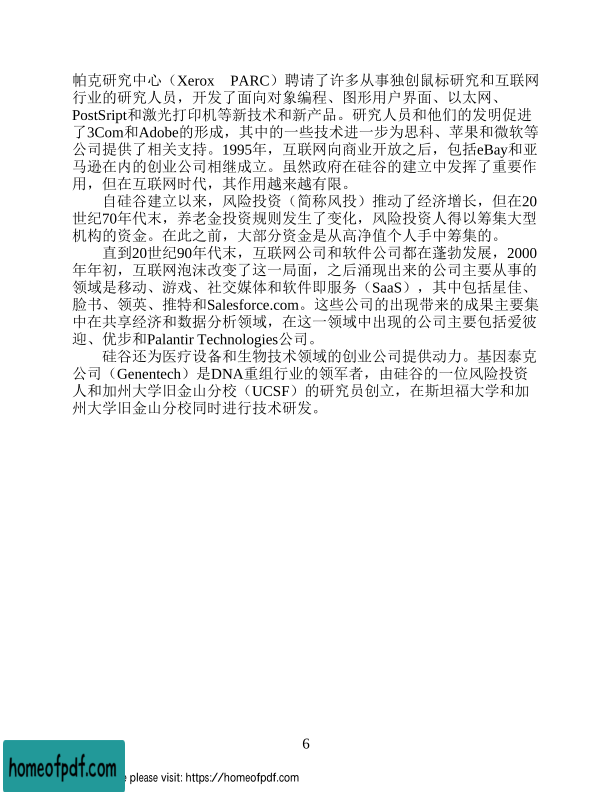 帕克研究中心（Xerox PARC）聘请了许多从事独创鼠标研究和互联网
行业的研究人员，开发了面向对象编程、图形用户界面、以太网、
PostSript和激光打印机等新技术和新产品。研究人员和他们的发明促进
了3Com和Adobe的形成，其中的一些技术进一步为思科、苹果和微软等
公司提供了相关支持。1995年，互联网向商业开放之后，包括eBay和亚
马逊在内的创业公司相继成立。虽然政府在硅谷的建立中发挥了重要作
用，但在互联网时代，其作用越来越有限。
自硅谷建立以来，风险投资（简称风投）推动了经济增长，但在20
世纪70年代末，养老金投资规则发生了变化，风险投资人得以筹集大型
机构的资金。在此之前，大部分资金是从高净值个人手中筹集的。
直到20世纪90年代末，互联网公司和软件公司都在蓬勃发展，2000
年年初，互联网泡沫改变了这一局面，之后涌现出来的公司主要从事的
领域是移动、游戏、社交媒体和软件即服务（SaaS），其中包括星佳、
脸书、领英、推特和Salesforce.com。这些公司的出现带来的成果主要集
中在共享经济和数据分析领域，在这一领域中出现的公司主要包括爱彼
迎、优步和Palantir Technologies公司。
硅谷还为医疗设备和生物技术领域的创业公司提供动力。基因泰克
公司（Genentech）是DNA重组行业的领军者，由硅谷的一位风险投资
人和加州大学旧金山分校（UCSF）的研究员创立，在斯坦福大学和加
州大学旧金山分校同时进行技术研发。
6
homeofpdf.com
please visit: https://homeofpdf.com